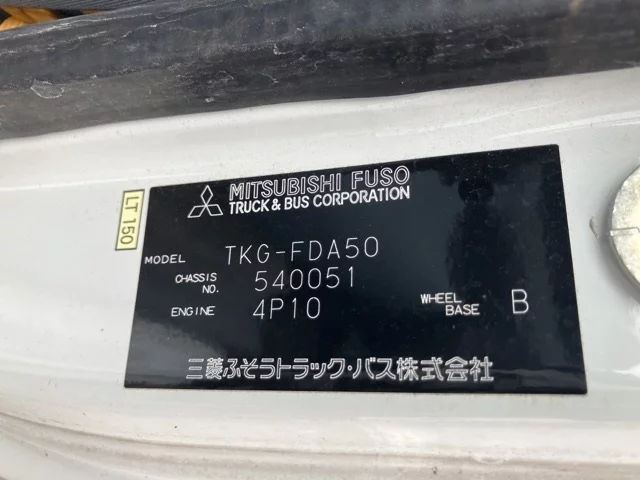 MITSUBISHI FUSO
TRUCK & BUS CORPORATION
LT 150
MODEL TKG-FDA50
CHASSIS NO. 540051
ENGINE 4P10 WHEEL BASE B
三菱ふそうトラック・バス株式会社